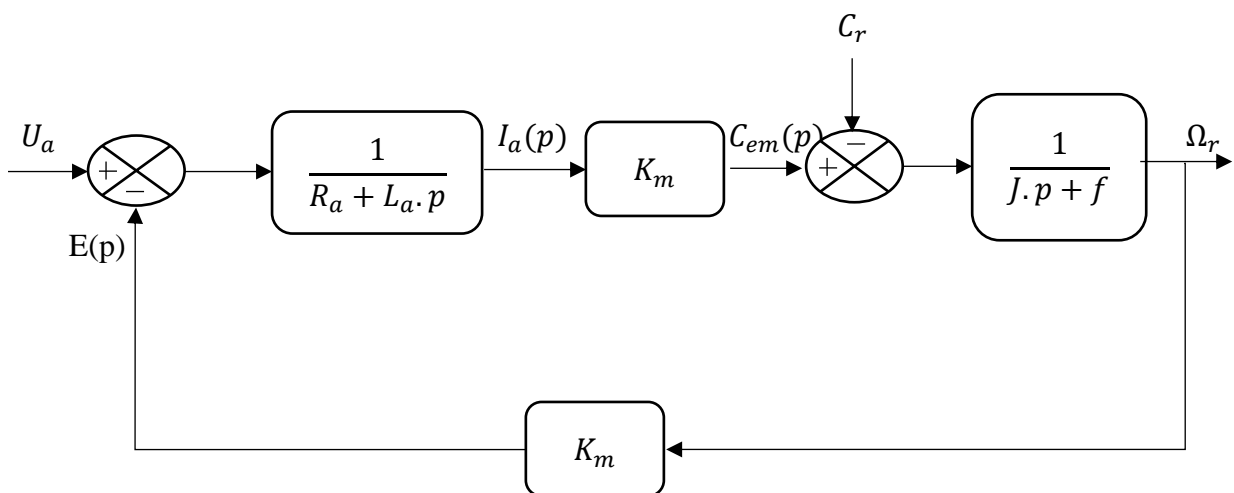 C_r
U_a
+
−
1
R_a + L_a. p
I_a(p)
K_m
C_em(p)
+
−
1
J. p + f
Ω_r
E(p)
K_m